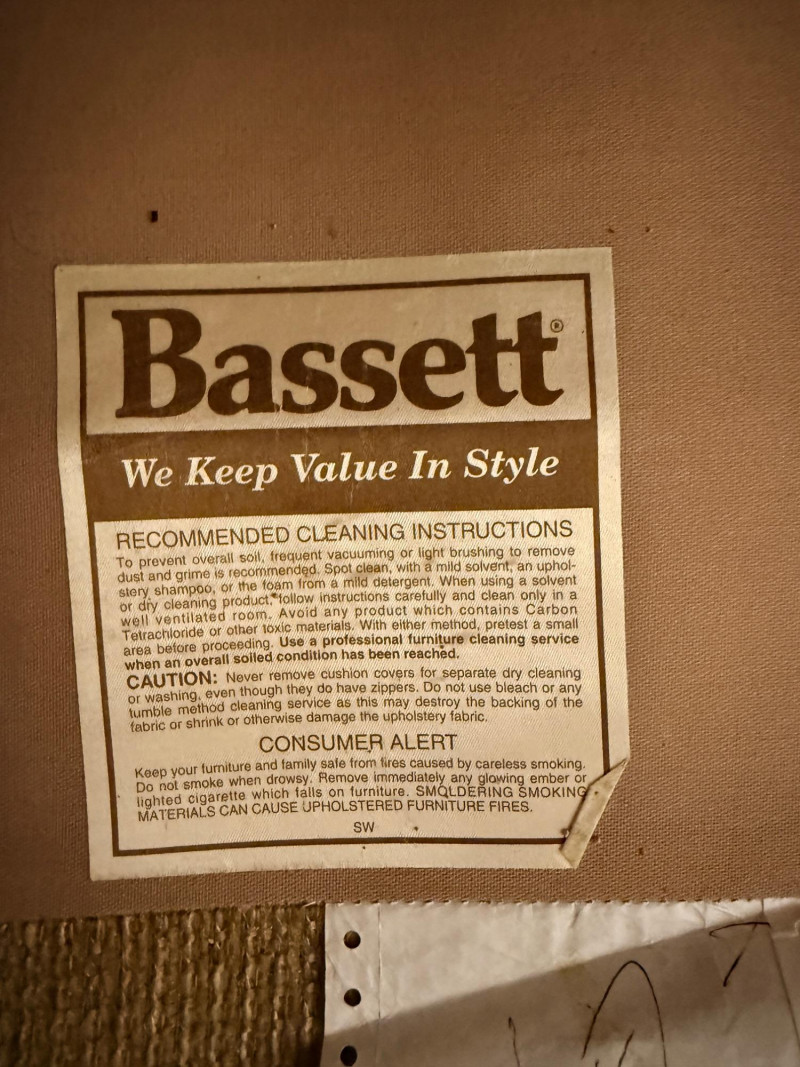 Bassett®
We Keep Value In Style
RECOMMENDED CLEANING INSTRUCTIONS
To prevent overall soil, frequent vacuuming or light brushing to remove
dust and grime is recommended. Spot clean, with a mild solvent, an uphol-
stery shampoo, or the foam from a mild detergent. When using a solvent
or dry cleaning product, follow instructions carefully and clean only in a
well ventilated room. Avoid any product which contains Carbon
Tetrachloride or other toxic materials. With either method, pretest a small
area before proceeding. Use a professional furniture cleaning service
when an overall soiled condition has been reached.
CAUTION: Never remove cushion covers for separate dry cleaning
or washing, even though they do have zippers. Do not use bleach or any
tumble method cleaning service as this may destroy the backing of the
fabric or shrink or otherwise damage the upholstery fabric.
CONSUMER ALERT
Keep your furniture and family safe from fires caused by careless smoking.
Do not smoke when drowsy. Remove immediately any glowing ember or
lighted cigarette which falls on furniture. SMOLDERING SMOKING
MATERIALS CAN CAUSE UPHOLSTERED FURNITURE FIRES.
SW